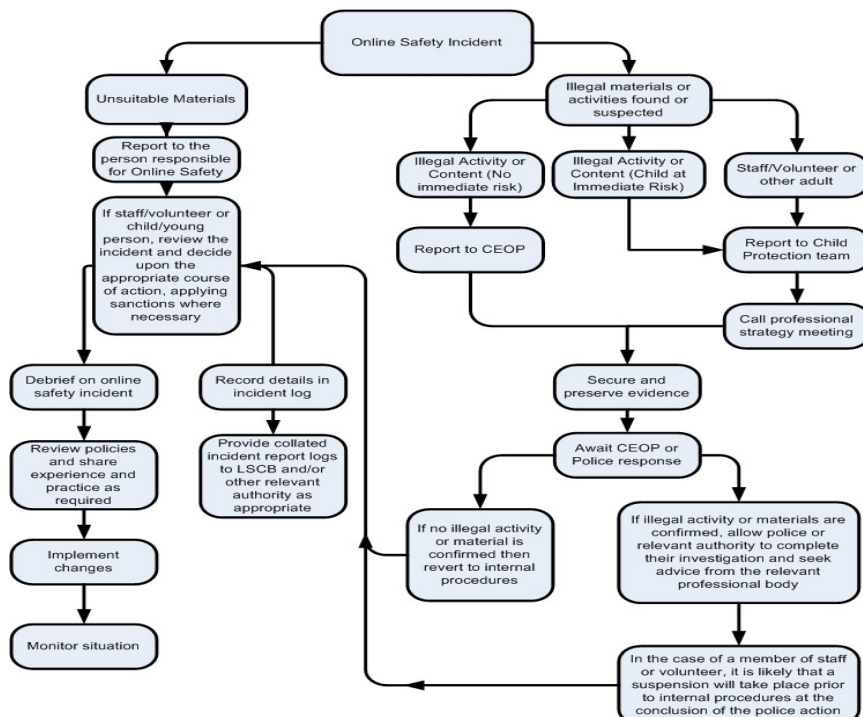 Online Safety Incident
Unsuitable Materials
Illegal materials or
activities found or
suspected
Report to the
person responsible
for Online Safety
Illegal Activity or
Content (No
immediate risk)
Illegal Activity or
Content (Child at
Immediate Risk)
Staff/Volunteer or
other adult
If staff/volunteer or
child/young
person, review the
incident and decide
upon the
appropriate course
of action, applying
sanctions where
necessary
Report to CEOP
Report to Child
Protection team
Call professional
strategy meeting
Debrief on online
safety incident
Record details in
incident log
Secure and
preserve evidence
Review policies
and share
experience and
practice as
required
Provide collated
incident report logs
to LSCB and/or
other relevant
authority as
appropriate
Await CEOP or
Police response
If no illegal activity
or material is
confirmed then
revert to internal
procedures
If illegal activity or materials are
confirmed, allow police or
relevant authority to complete
their investigation and seek
advice from the relevant
professional body
Implement
changes
Monitor situation
In the case of a member of staff
or volunteer, it is likely that a
suspension will take place prior
to internal procedures at the
conclusion of the police action